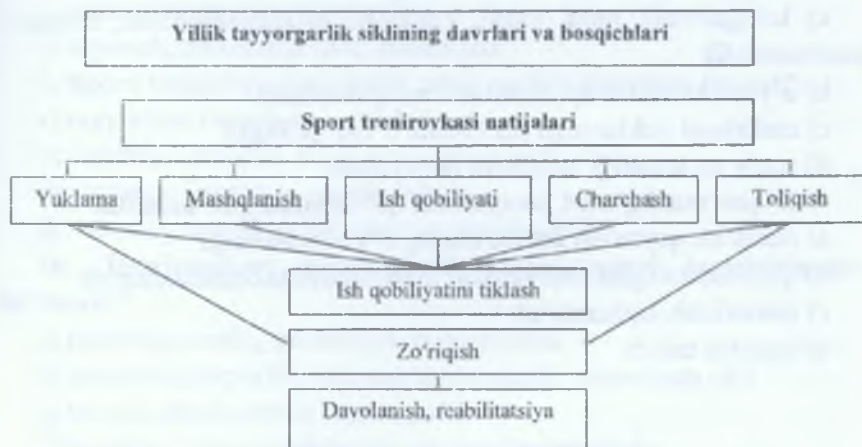 Yillik tayyorgarlik siklining davrlari va bosqichlari
Sport trenirovkasi natijalari
Yuklama
Mashqlanish
Ish qobiliyati
Charchash
Toliqish
Ish qobiliyatini tiklash
Zo‘riqish
Davolanish, reabilitatsiya